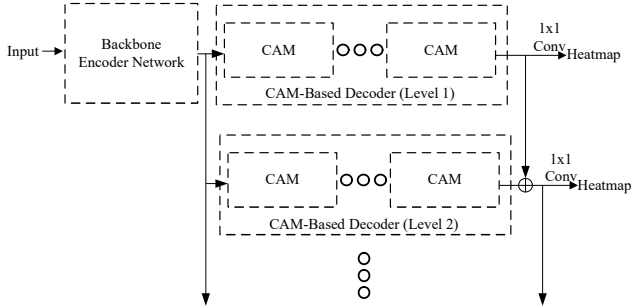 Input
Backbone
Encoder Network
CAM
CAM
CAM-Based Decoder (Level 1)
1x1
Conv
Heatmap
CAM
CAM
CAM-Based Decoder (Level 2)
1x1
Conv
Heatmap